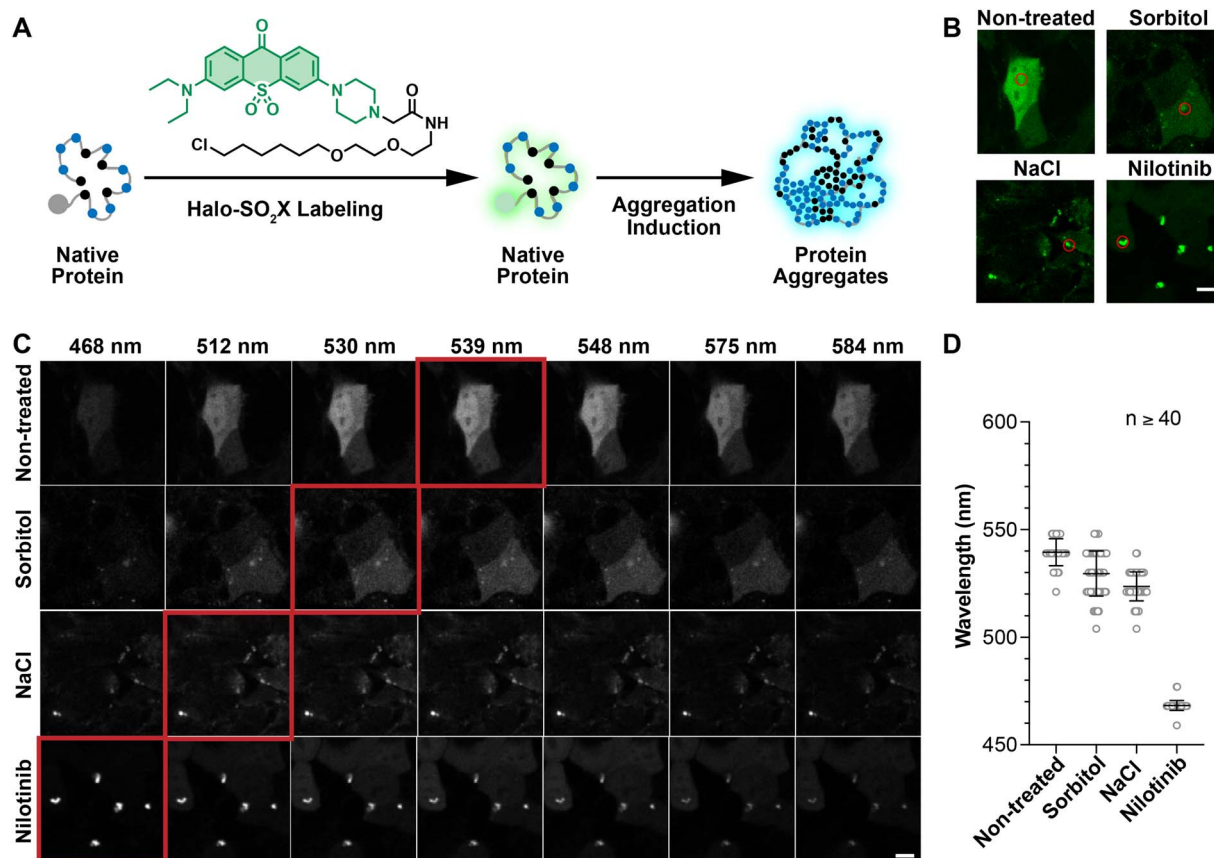 A
O
N
S
O
O
N
N
O
NH
Cl
O
O
Halo-SO₂X Labeling
Aggregation
Induction
Native
Protein
Native
Protein
Protein
Aggregates
B
Non-treated
Sorbitol
NaCl
Nilotinib
C
468 nm
512 nm
530 nm
539 nm
548 nm
575 nm
584 nm
Non-treated
Sorbitol
NaCl
Nilotinib
D
n ≥ 40
Wavelength (nm)
600
550
500
450
Non-treated
Sorbitol
NaCl
Nilotinib